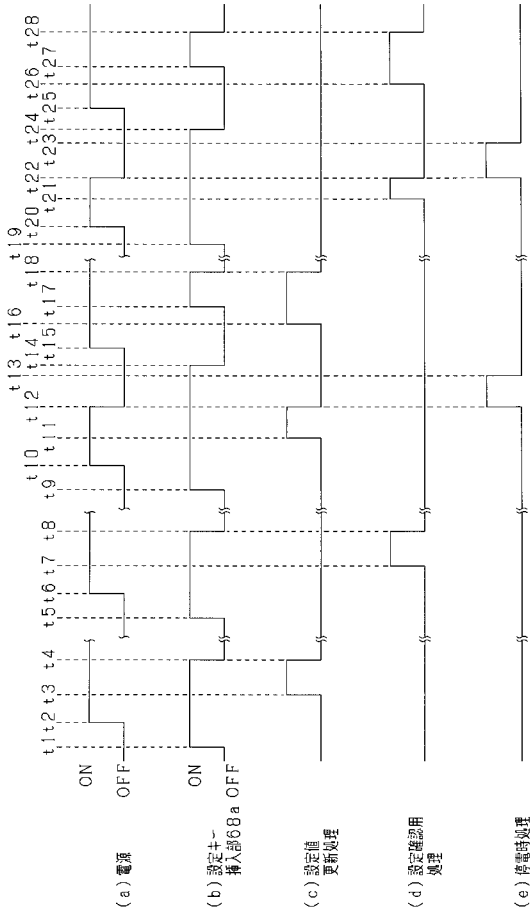 t1 t2 t3 t4 t5 t6 t7 t8 t9 t10 t11 t12 t13 t14 t15 t16 t17 t18 t19 t20 t21 t22 t23 t24 t25 t26 t27 t28
(a) 電源
ON
OFF
(b) 設定キー
挿入部68a
ON
OFF
(c) 設定値
更新処理
(d) 設定確認用
処理
(e) 停電時処理